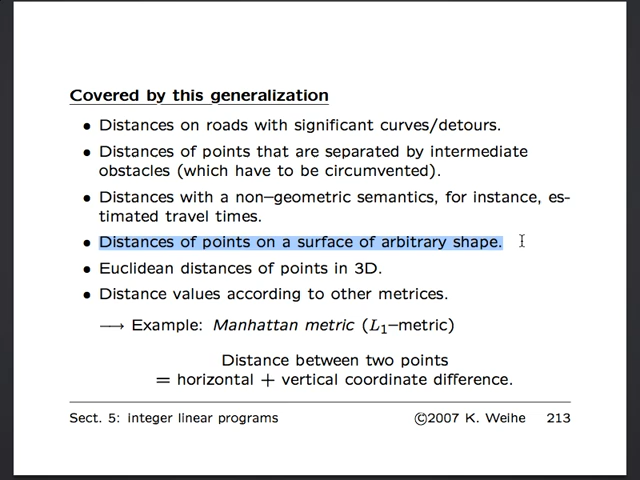 Covered by this generalization
• Distances on roads with significant curves/detours.
• Distances of points that are separated by intermediate
obstacles (which have to be circumvented).
• Distances with a non–geometric semantics, for instance, es-
timated travel times.
• Distances of points on a surface of arbitrary shape.
• Euclidean distances of points in 3D.
• Distance values according to other metrices.
⟶ Example: Manhattan metric (L₁–metric)
Distance between two points
= horizontal + vertical coordinate difference.
Sect. 5: integer linear programs ©2007 K. Weihe 213